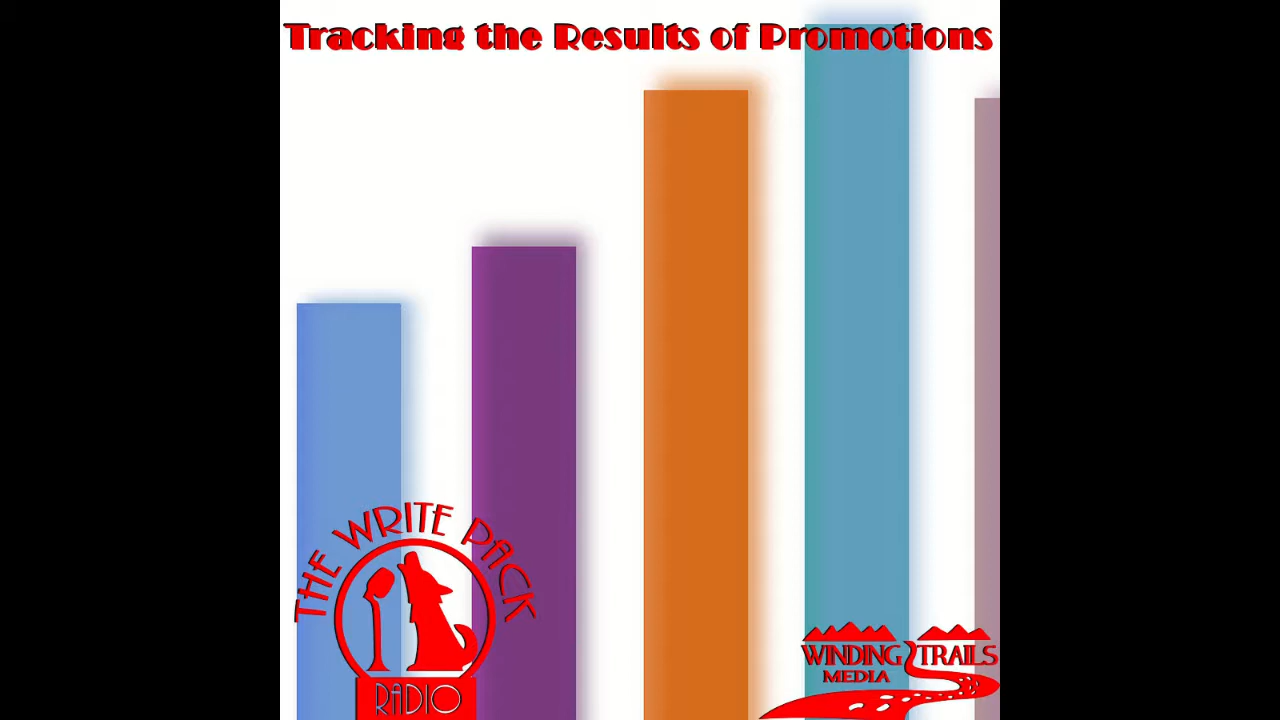 Tracking the Results of Promotions
THE WRITE PACK
RADIO
WINDING TRAILS
MEDIA